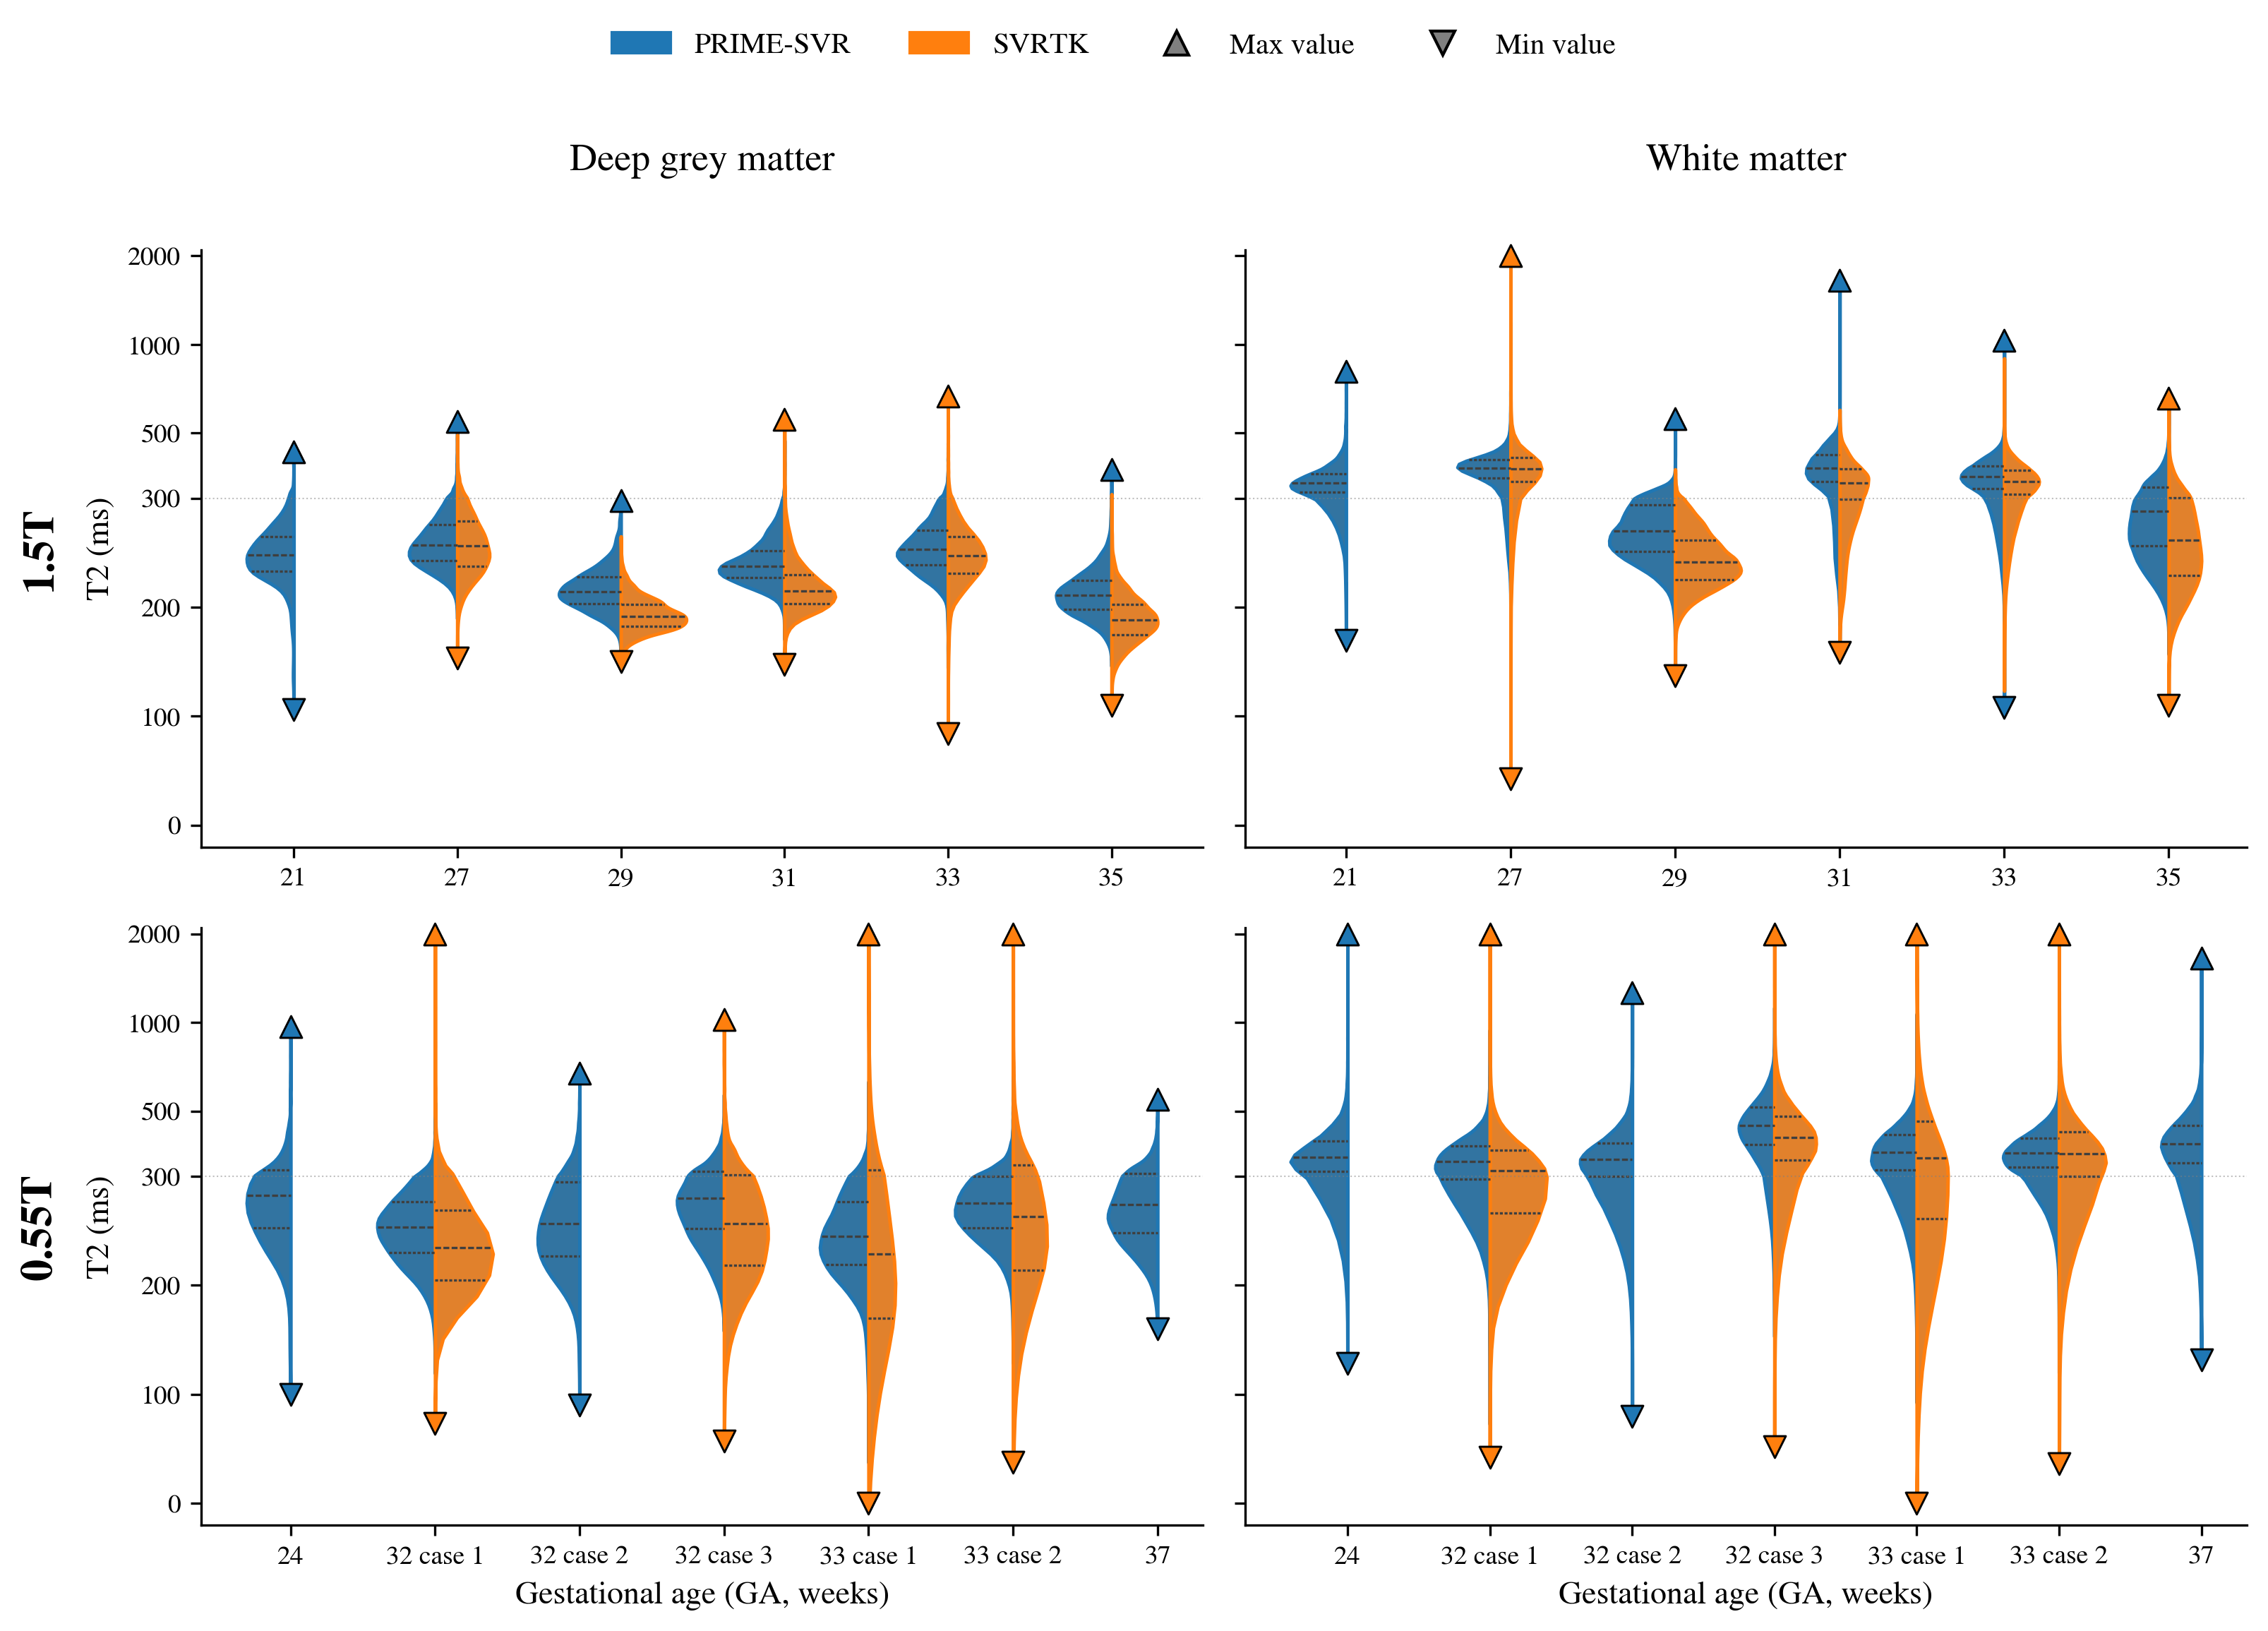 PRIME-SVR SVRTK Max value Min value
Deep grey matter White matter
1.5T
T2 (ms)
2000
1000
500
300
200
100
0
21 27 29 31 33 35
21 27 29 31 33 35
0.55T
T2 (ms)
2000
1000
500
300
200
100
0
24 32 case 1 32 case 2 32 case 3 33 case 1 33 case 2 37
24 32 case 1 32 case 2 32 case 3 33 case 1 33 case 2 37
Gestational age (GA, weeks) Gestational age (GA, weeks)